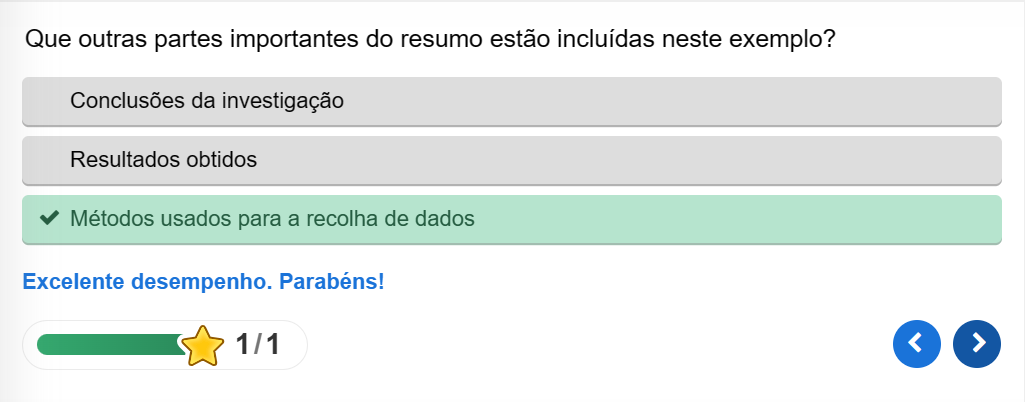 Que outras partes importantes do resumo estão incluídas neste exemplo?
Conclusões da investigação
Resultados obtidos
Métodos usados para a recolha de dados
Excelente desempenho. Parabéns!
1/1